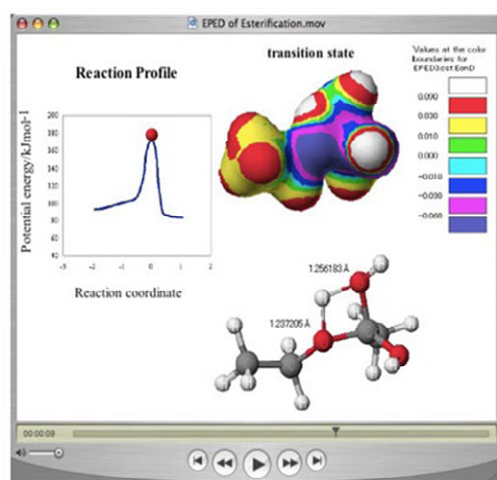 EPED of Esterification.mov
transition state
Reaction Profile
Values at the color
boundaries for
Potential energy/kJmol-1
200
180
160
140
120
100
80
60
40
-3
-2
-1
0
1
2
3
Reaction coordinate
0.090
0.030
0.010
0.000
-0.010
-0.030
1.256183 Å
1.237205 Å
00:00:09